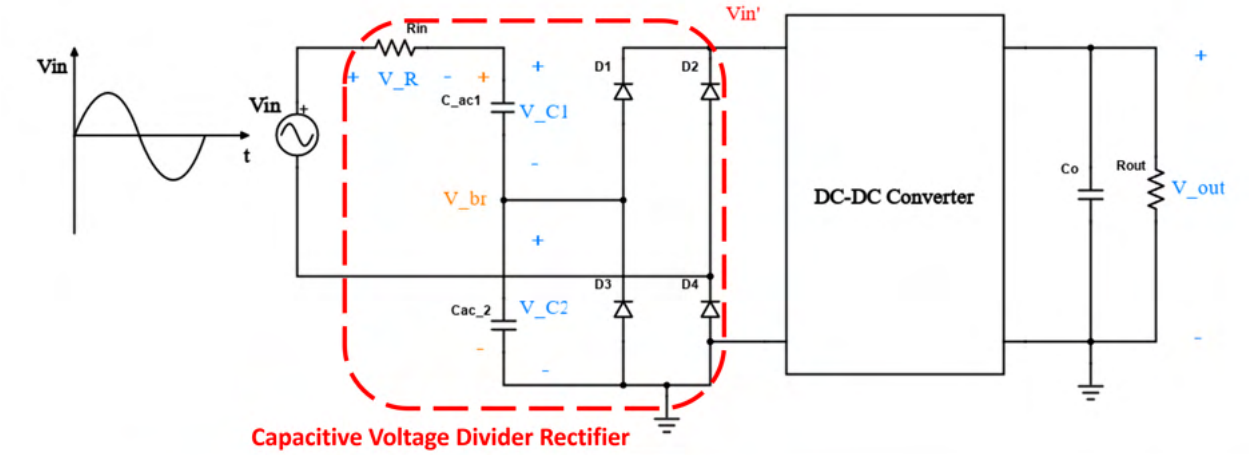 Vin'
Rin
Vin
+ V_R - +
+
D1
D2
C_ac1
V_C1
Vin
+
t
-
Co
Rout
+
V_out
-
DC-DC Converter
V_br
+
D3
D4
Cac_2
V_C2
-
-
Capacitive Voltage Divider Rectifier